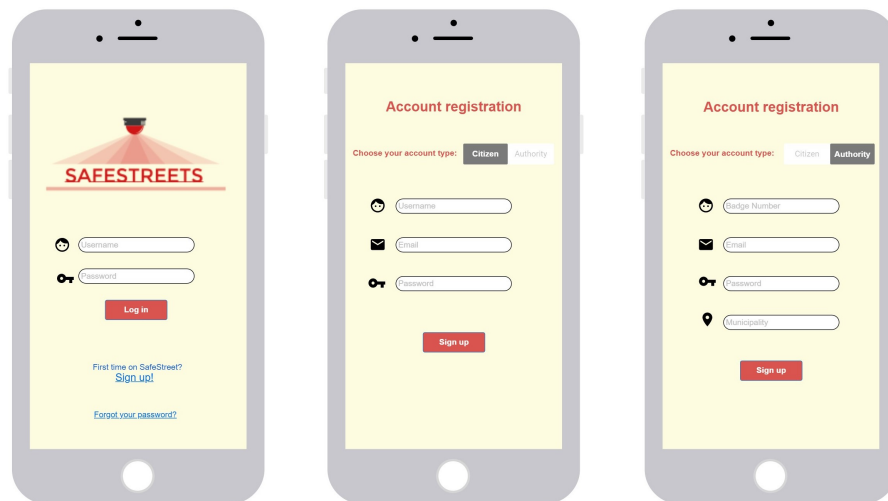 SAFESTREETS
Username
Password
Log in
First time on SafeStreet?
Sign up!
Forgot your password?
Account registration
Choose your account type: Citizen Authority
Username
Email
Password
Sign up
Account registration
Choose your account type: Citizen Authority
Badge Number
Email
Password
Municipality
Sign up